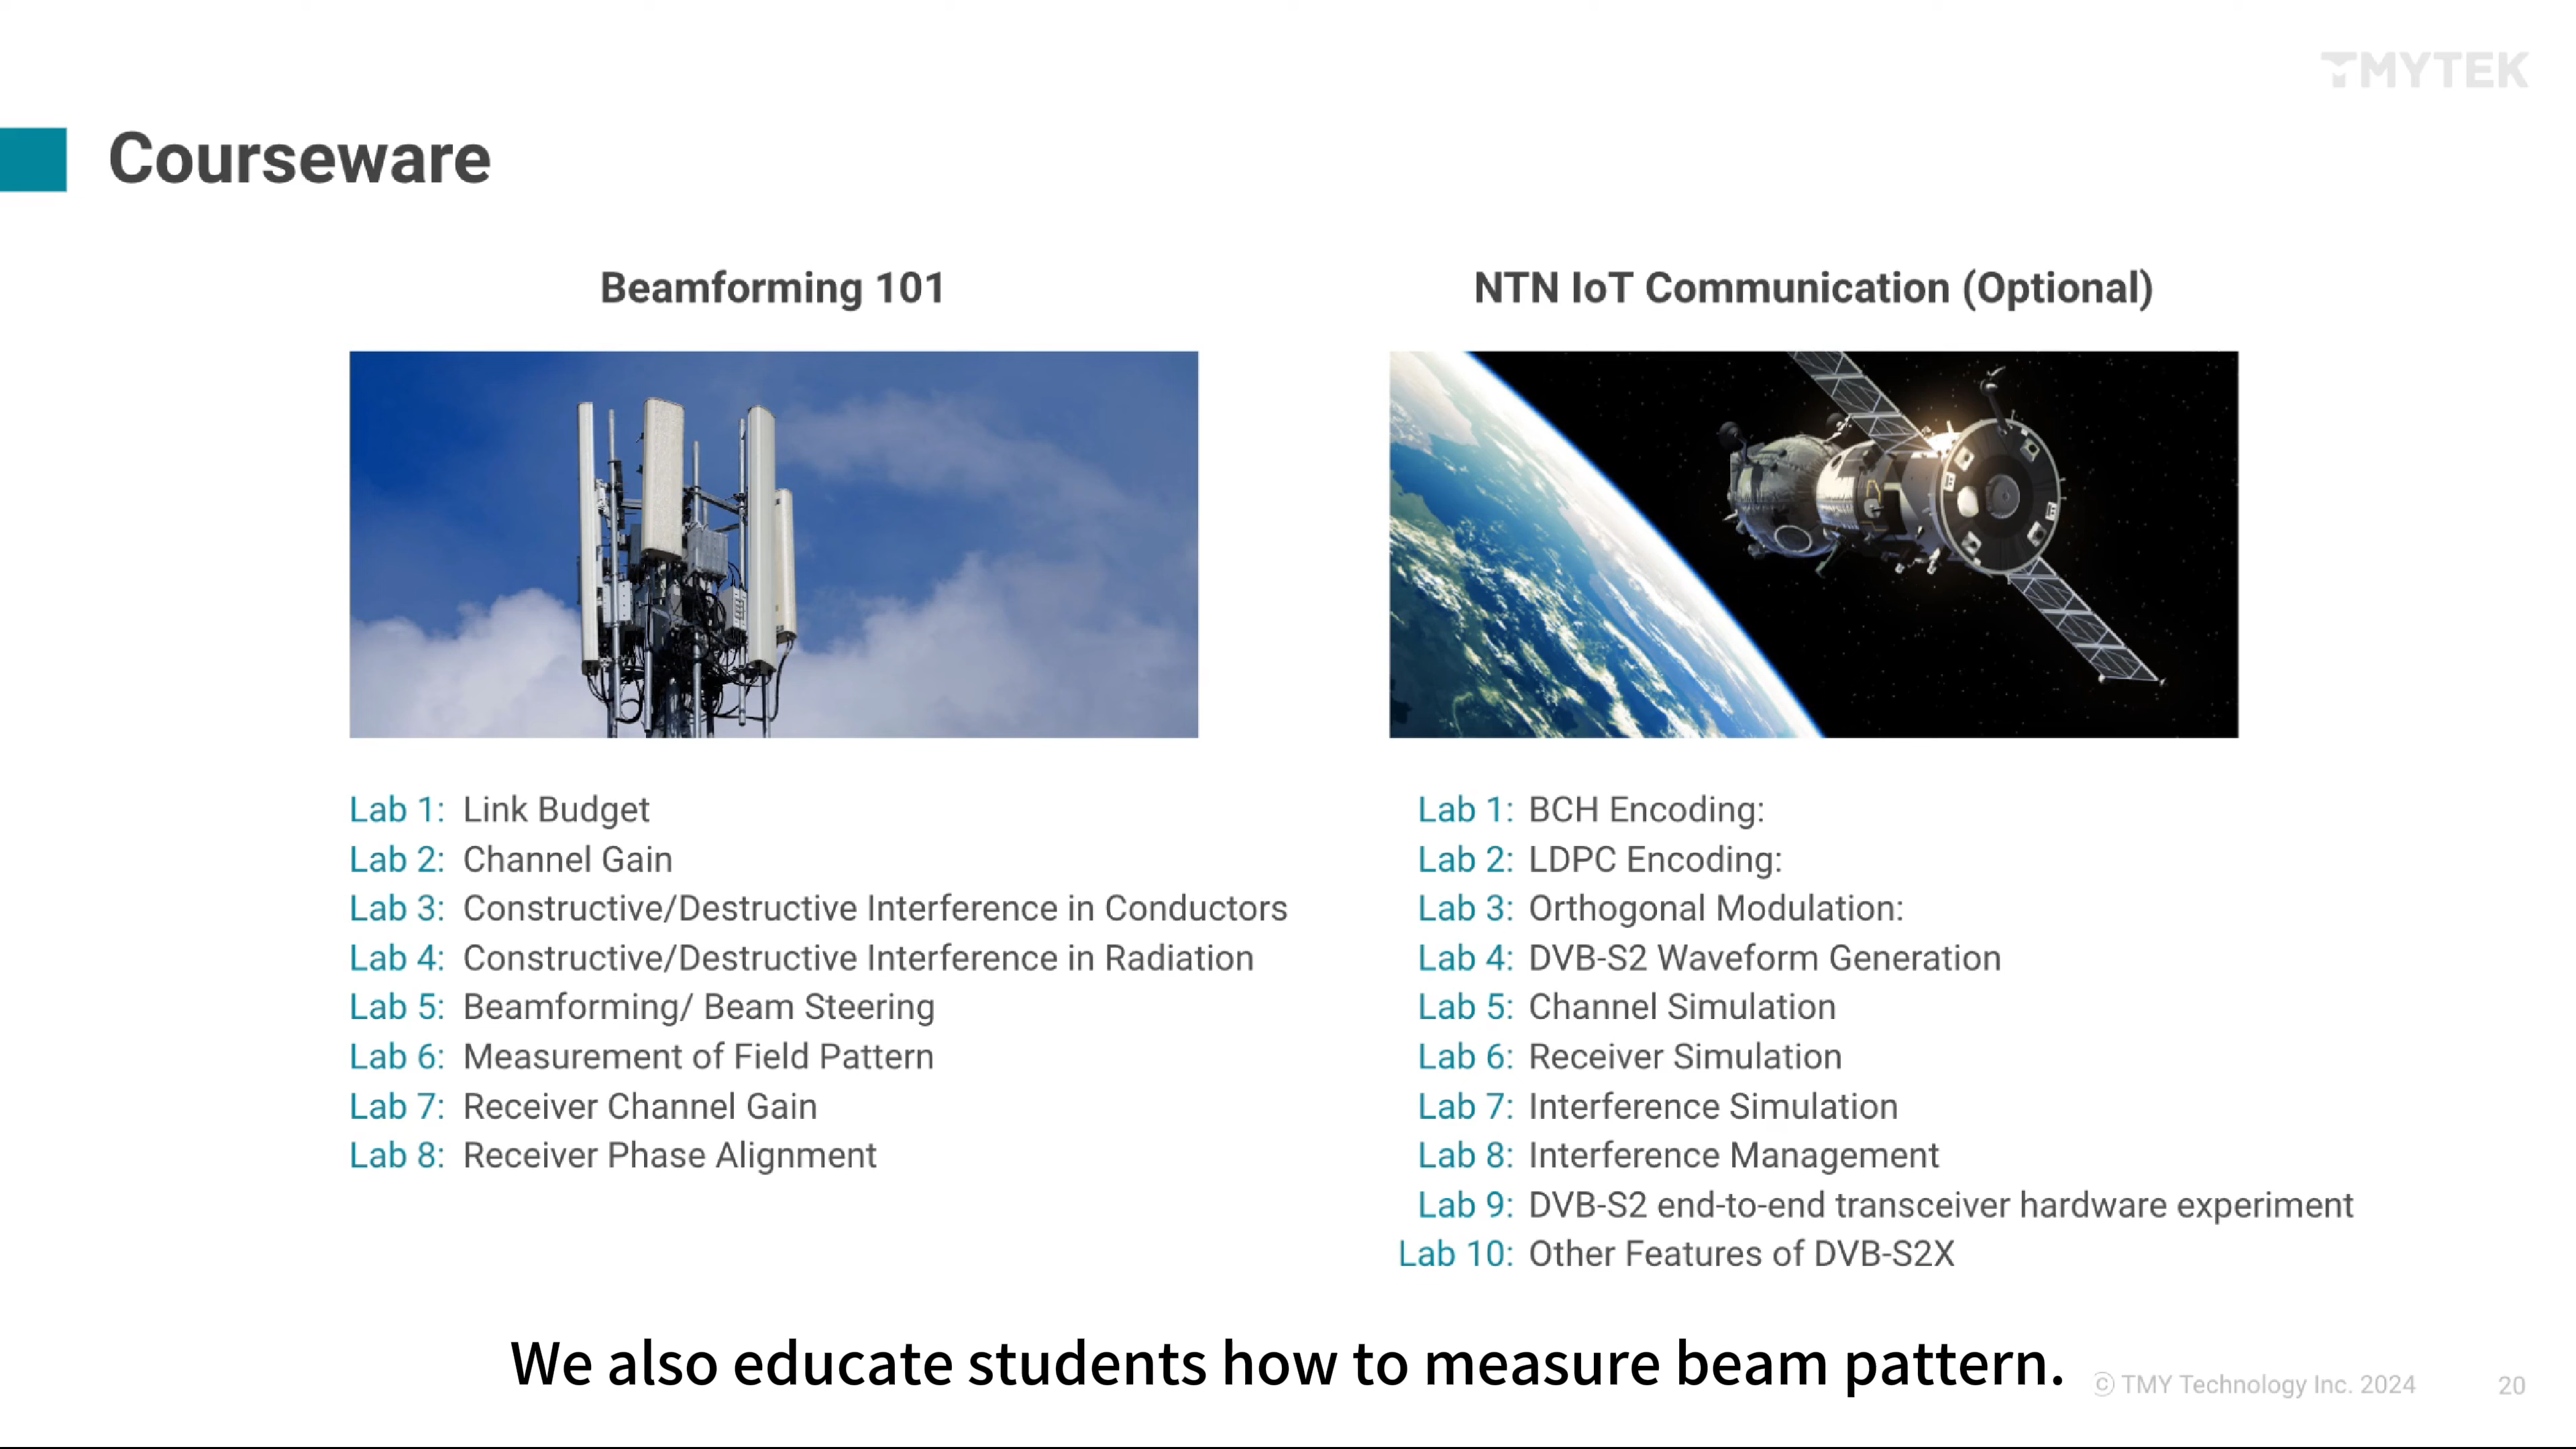 TMYTEK
Courseware
Beamforming 101
Lab 1: Link Budget
Lab 2: Channel Gain
Lab 3: Constructive/Destructive Interference in Conductors
Lab 4: Constructive/Destructive Interference in Radiation
Lab 5: Beamforming/ Beam Steering
Lab 6: Measurement of Field Pattern
Lab 7: Receiver Channel Gain
Lab 8: Receiver Phase Alignment
NTN IoT Communication (Optional)
Lab 1: BCH Encoding:
Lab 2: LDPC Encoding:
Lab 3: Orthogonal Modulation:
Lab 4: DVB-S2 Waveform Generation
Lab 5: Channel Simulation
Lab 6: Receiver Simulation
Lab 7: Interference Simulation
Lab 8: Interference Management
Lab 9: DVB-S2 end-to-end transceiver hardware experiment
Lab 10: Other Features of DVB-S2X
We also educate students how to measure beam pattern.
© TMY Technology Inc. 2024
20